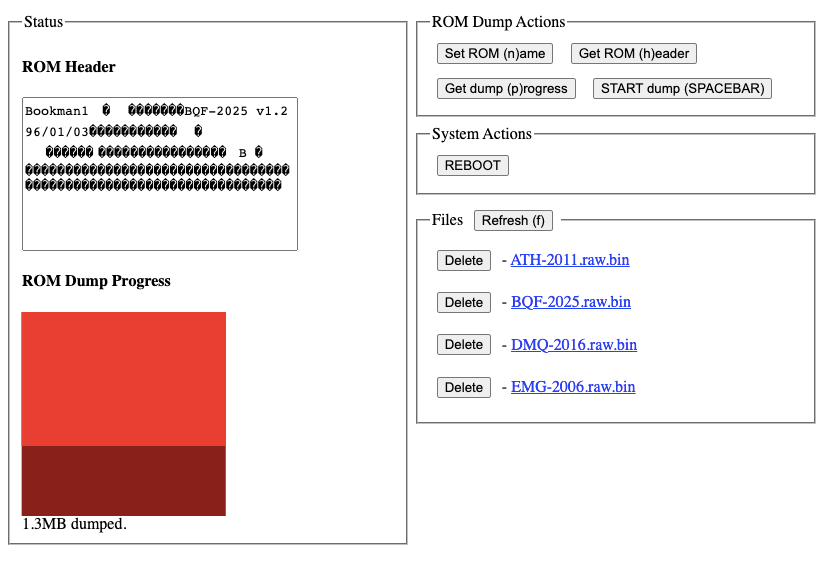 Status
ROM Header
Bookman1 � �������BQF-2025 v1.2
96/01/03����������� �
������ ���������������� B �
���������������������������������
��������������������������������
ROM Dump Progress
1.3MB dumped.
ROM Dump Actions
Set ROM (n)ame Get ROM (h)eader
Get dump (p)rogress START dump (SPACEBAR)
System Actions
REBOOT
Files Refresh (f)
Delete - ATH-2011.raw.bin
Delete - BQF-2025.raw.bin
Delete - DMQ-2016.raw.bin
Delete - EMG-2006.raw.bin